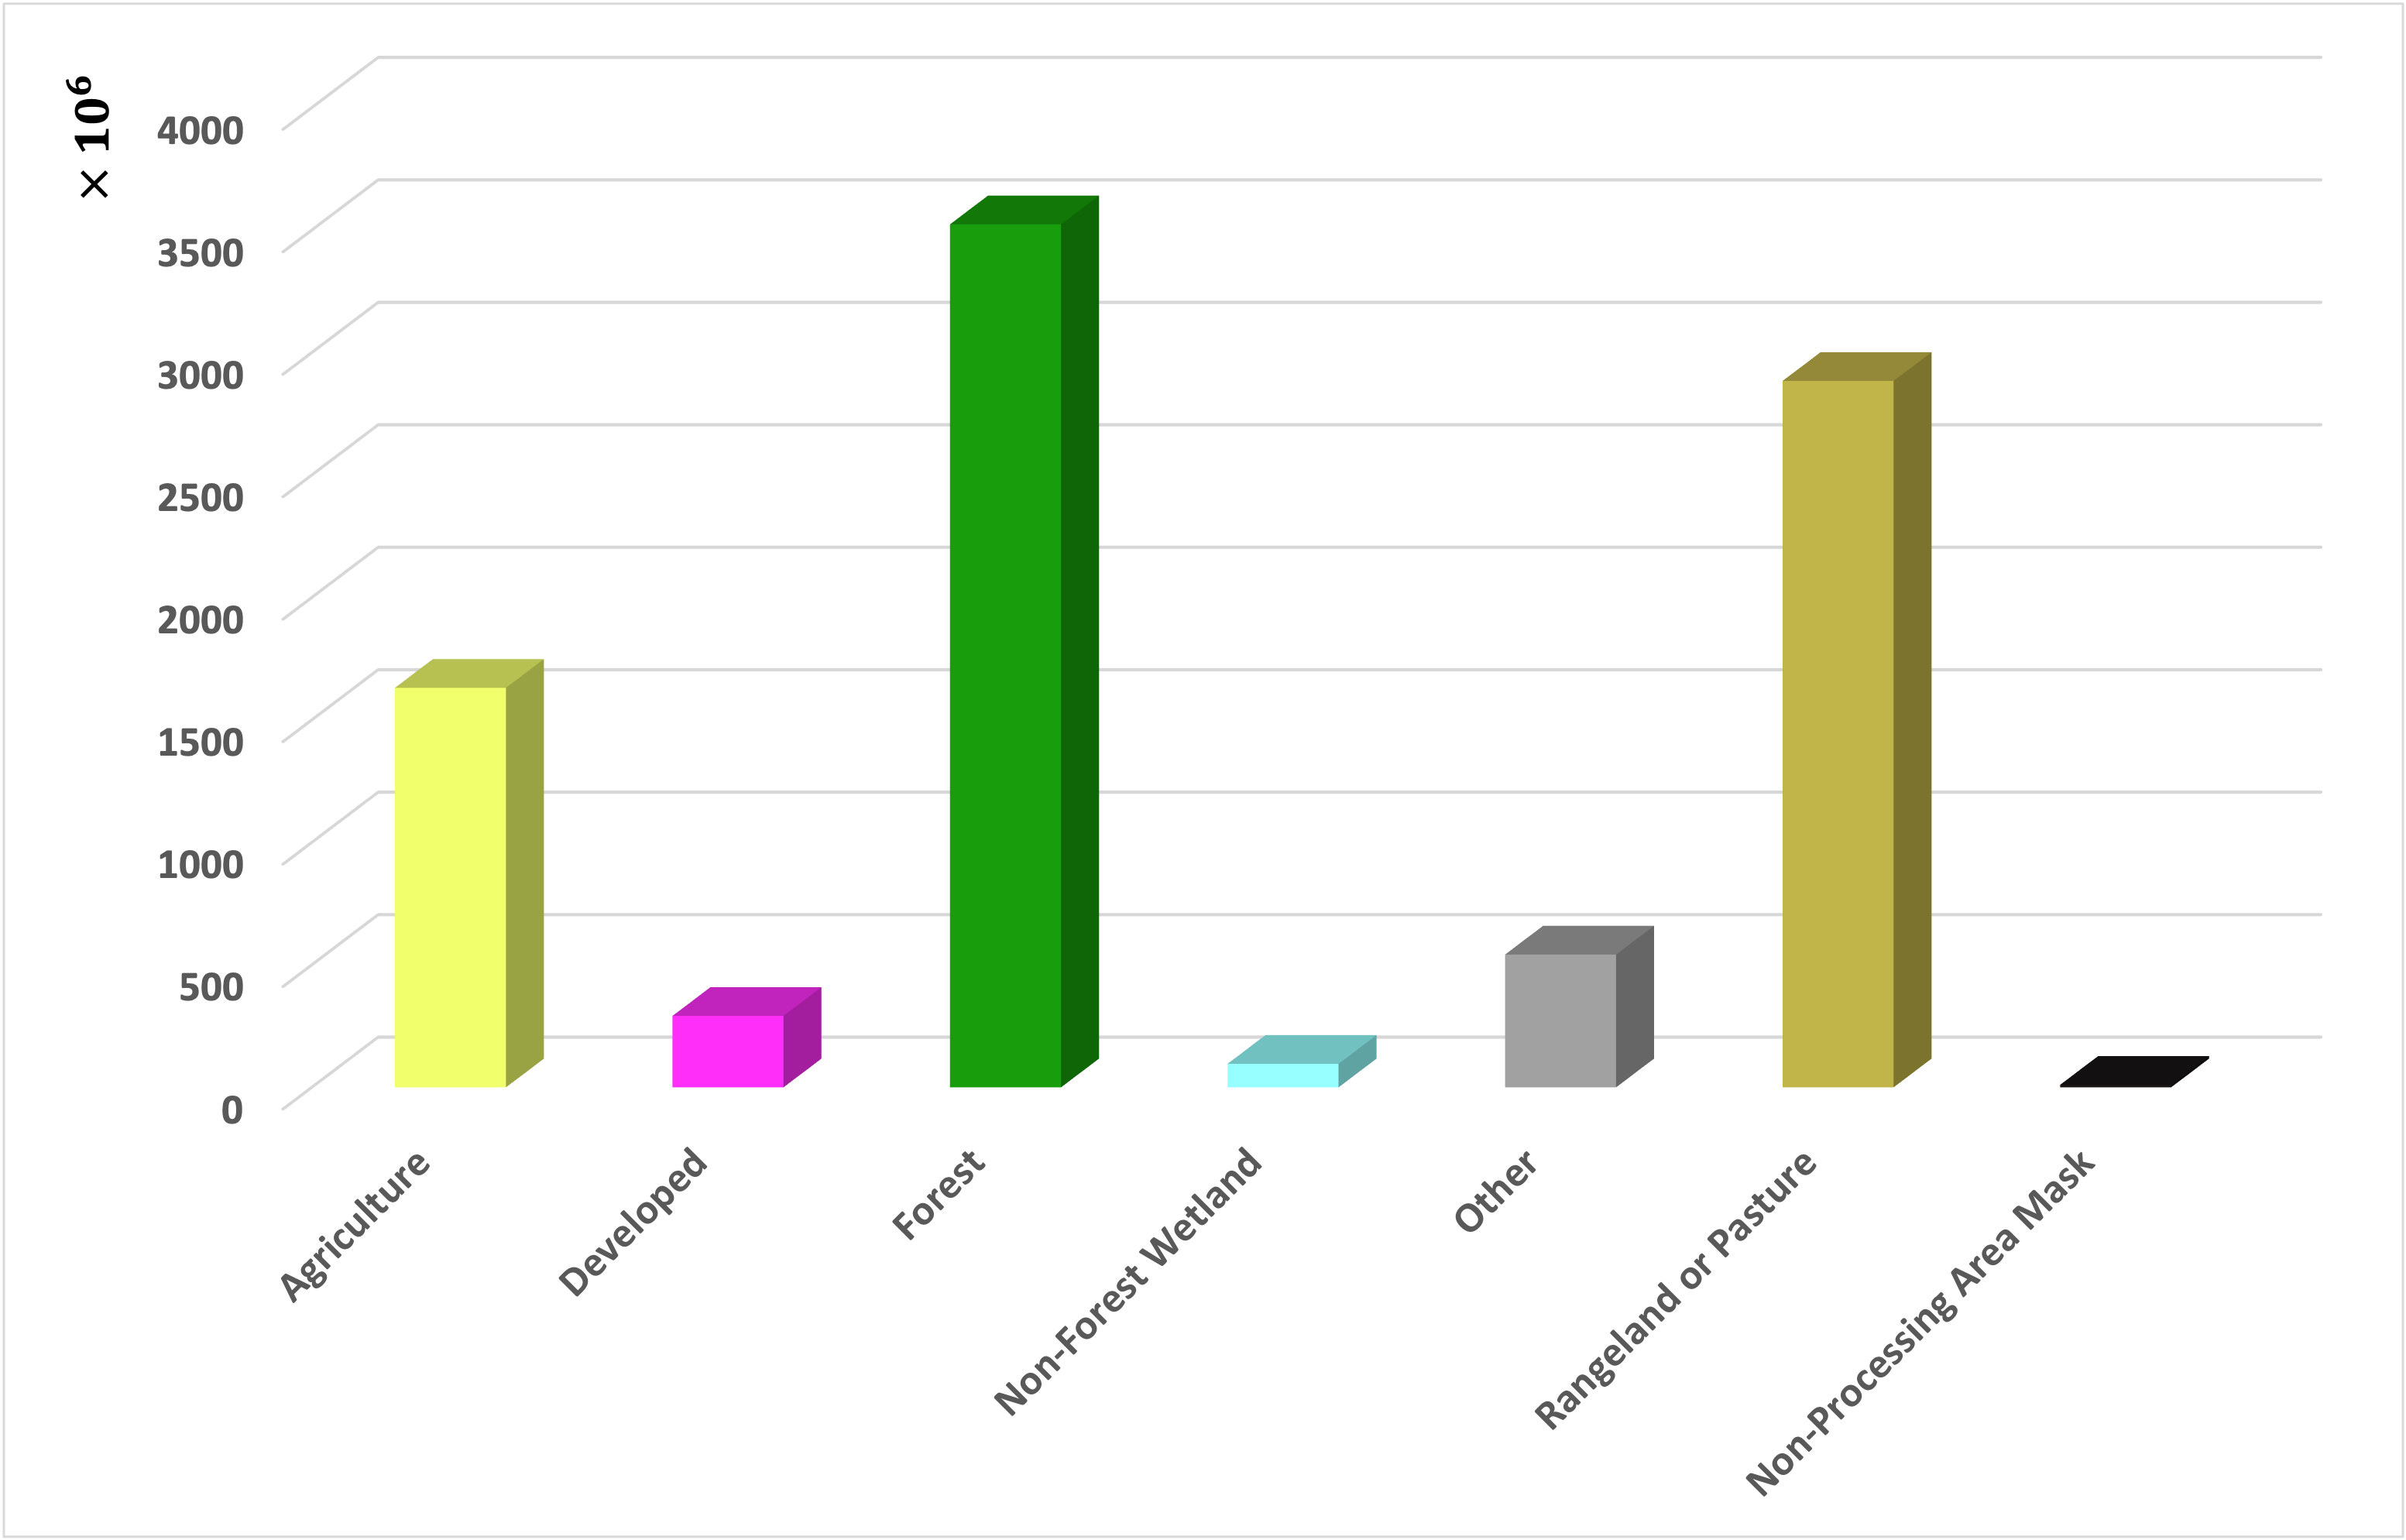 × 10⁶
4000
3500
3000
2500
2000
1500
1000
500
0
Agriculture
Developed
Forest
Non-Forest Wetland
Other
Rangeland or Pasture
Non-Processing Area Mask